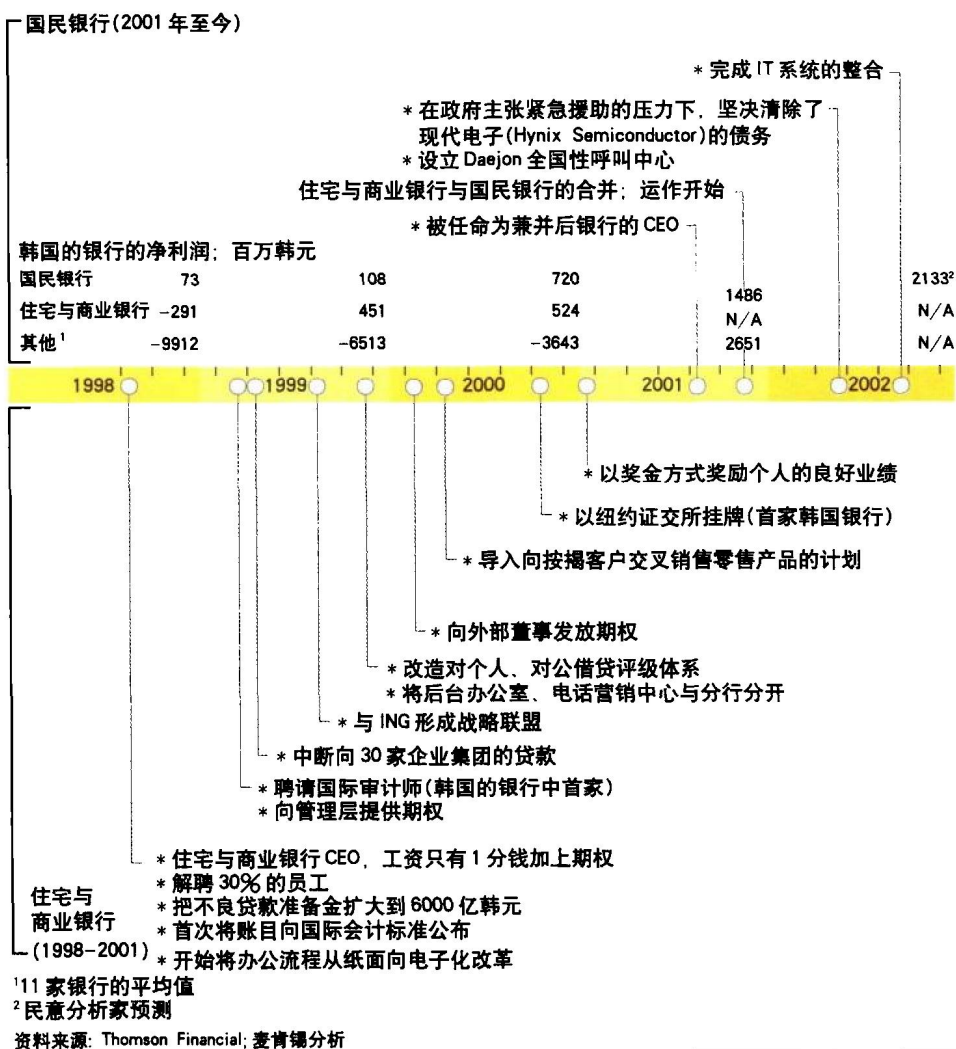 国民银行(2001年至今)
* 完成IT系统的整合
* 在政府主张紧急援助的压力下，坚决清除了
现代电子(Hynix Semiconductor)的债务
* 设立Daejon全国性呼叫中心
住宅与商业银行与国民银行的合并；运作开始
* 被任命为兼并后银行的CEO
韩国的银行的净利润；百万韩元
国民银行 73 108 720 1486 2133²
住宅与商业银行 -291 451 524 N/A N/A
其他¹ -9912 -6513 -3643 2651 N/A
1998 1999 2000 2001 2002
* 以奖金方式奖励个人的良好业绩
* 以纽约证交所挂牌(首家韩国银行)
* 导入向按揭客户交叉销售零售产品的计划
* 向外部董事发放期权
* 改造对个人、对公借贷评级体系
* 将后台办公室、电话营销中心与分行分开
* 与ING形成战略联盟
* 中断向30家企业集团的贷款
* 聘请国际审计师(韩国的银行中首家)
* 向管理层提供期权
* 住宅与商业银行CEO，工资只有1分钱加上期权
* 解聘30%的员工
* 把不良贷款准备金扩大到6000亿韩元
* 首次将账目向国际会计标准公布
* 开始将办公流程从纸面向电子化改革
住宅与
商业银行
(1998-2001)
¹11家银行的平均值
²民意分析家预测
资料来源: Thomson Financial; 麦肯锡分析